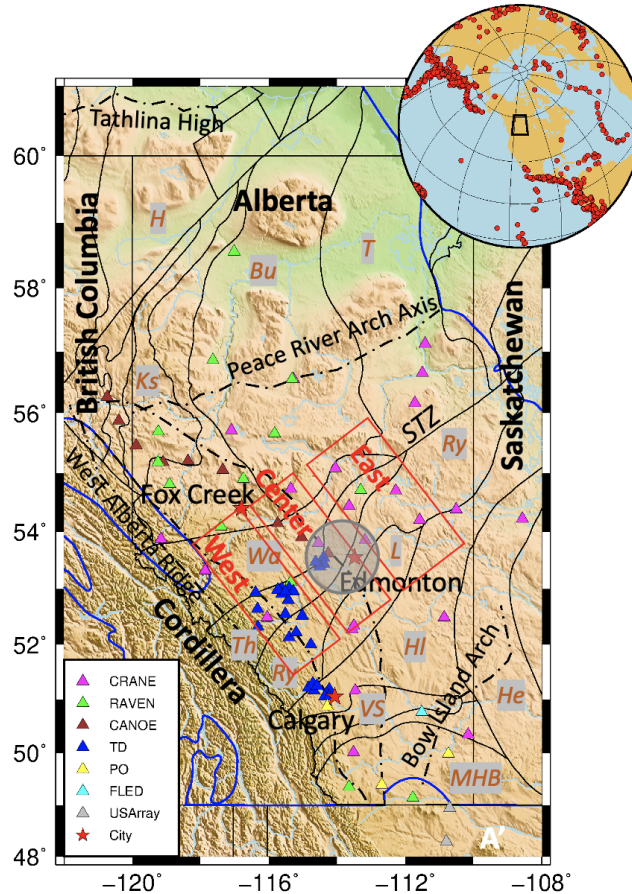 Tathlina High
60°
British Columbia
Alberta
H
Bu
T
58°
Peace River Arch Axis
Saskatchewan
Ks
56°
STZ
Ry
East
West Alberta Ridge
Fox Creek
Center
54°
West
Wa
L
Edmonton
Cordillera
52°
Th
Ry
Hl
Bow Island Arch
He
Calgary
VS
50°
MHB
48°
A'
CRANE
RAVEN
CANOE
TD
PO
FLED
USArray
City
-120°
-116°
-112°
-108°